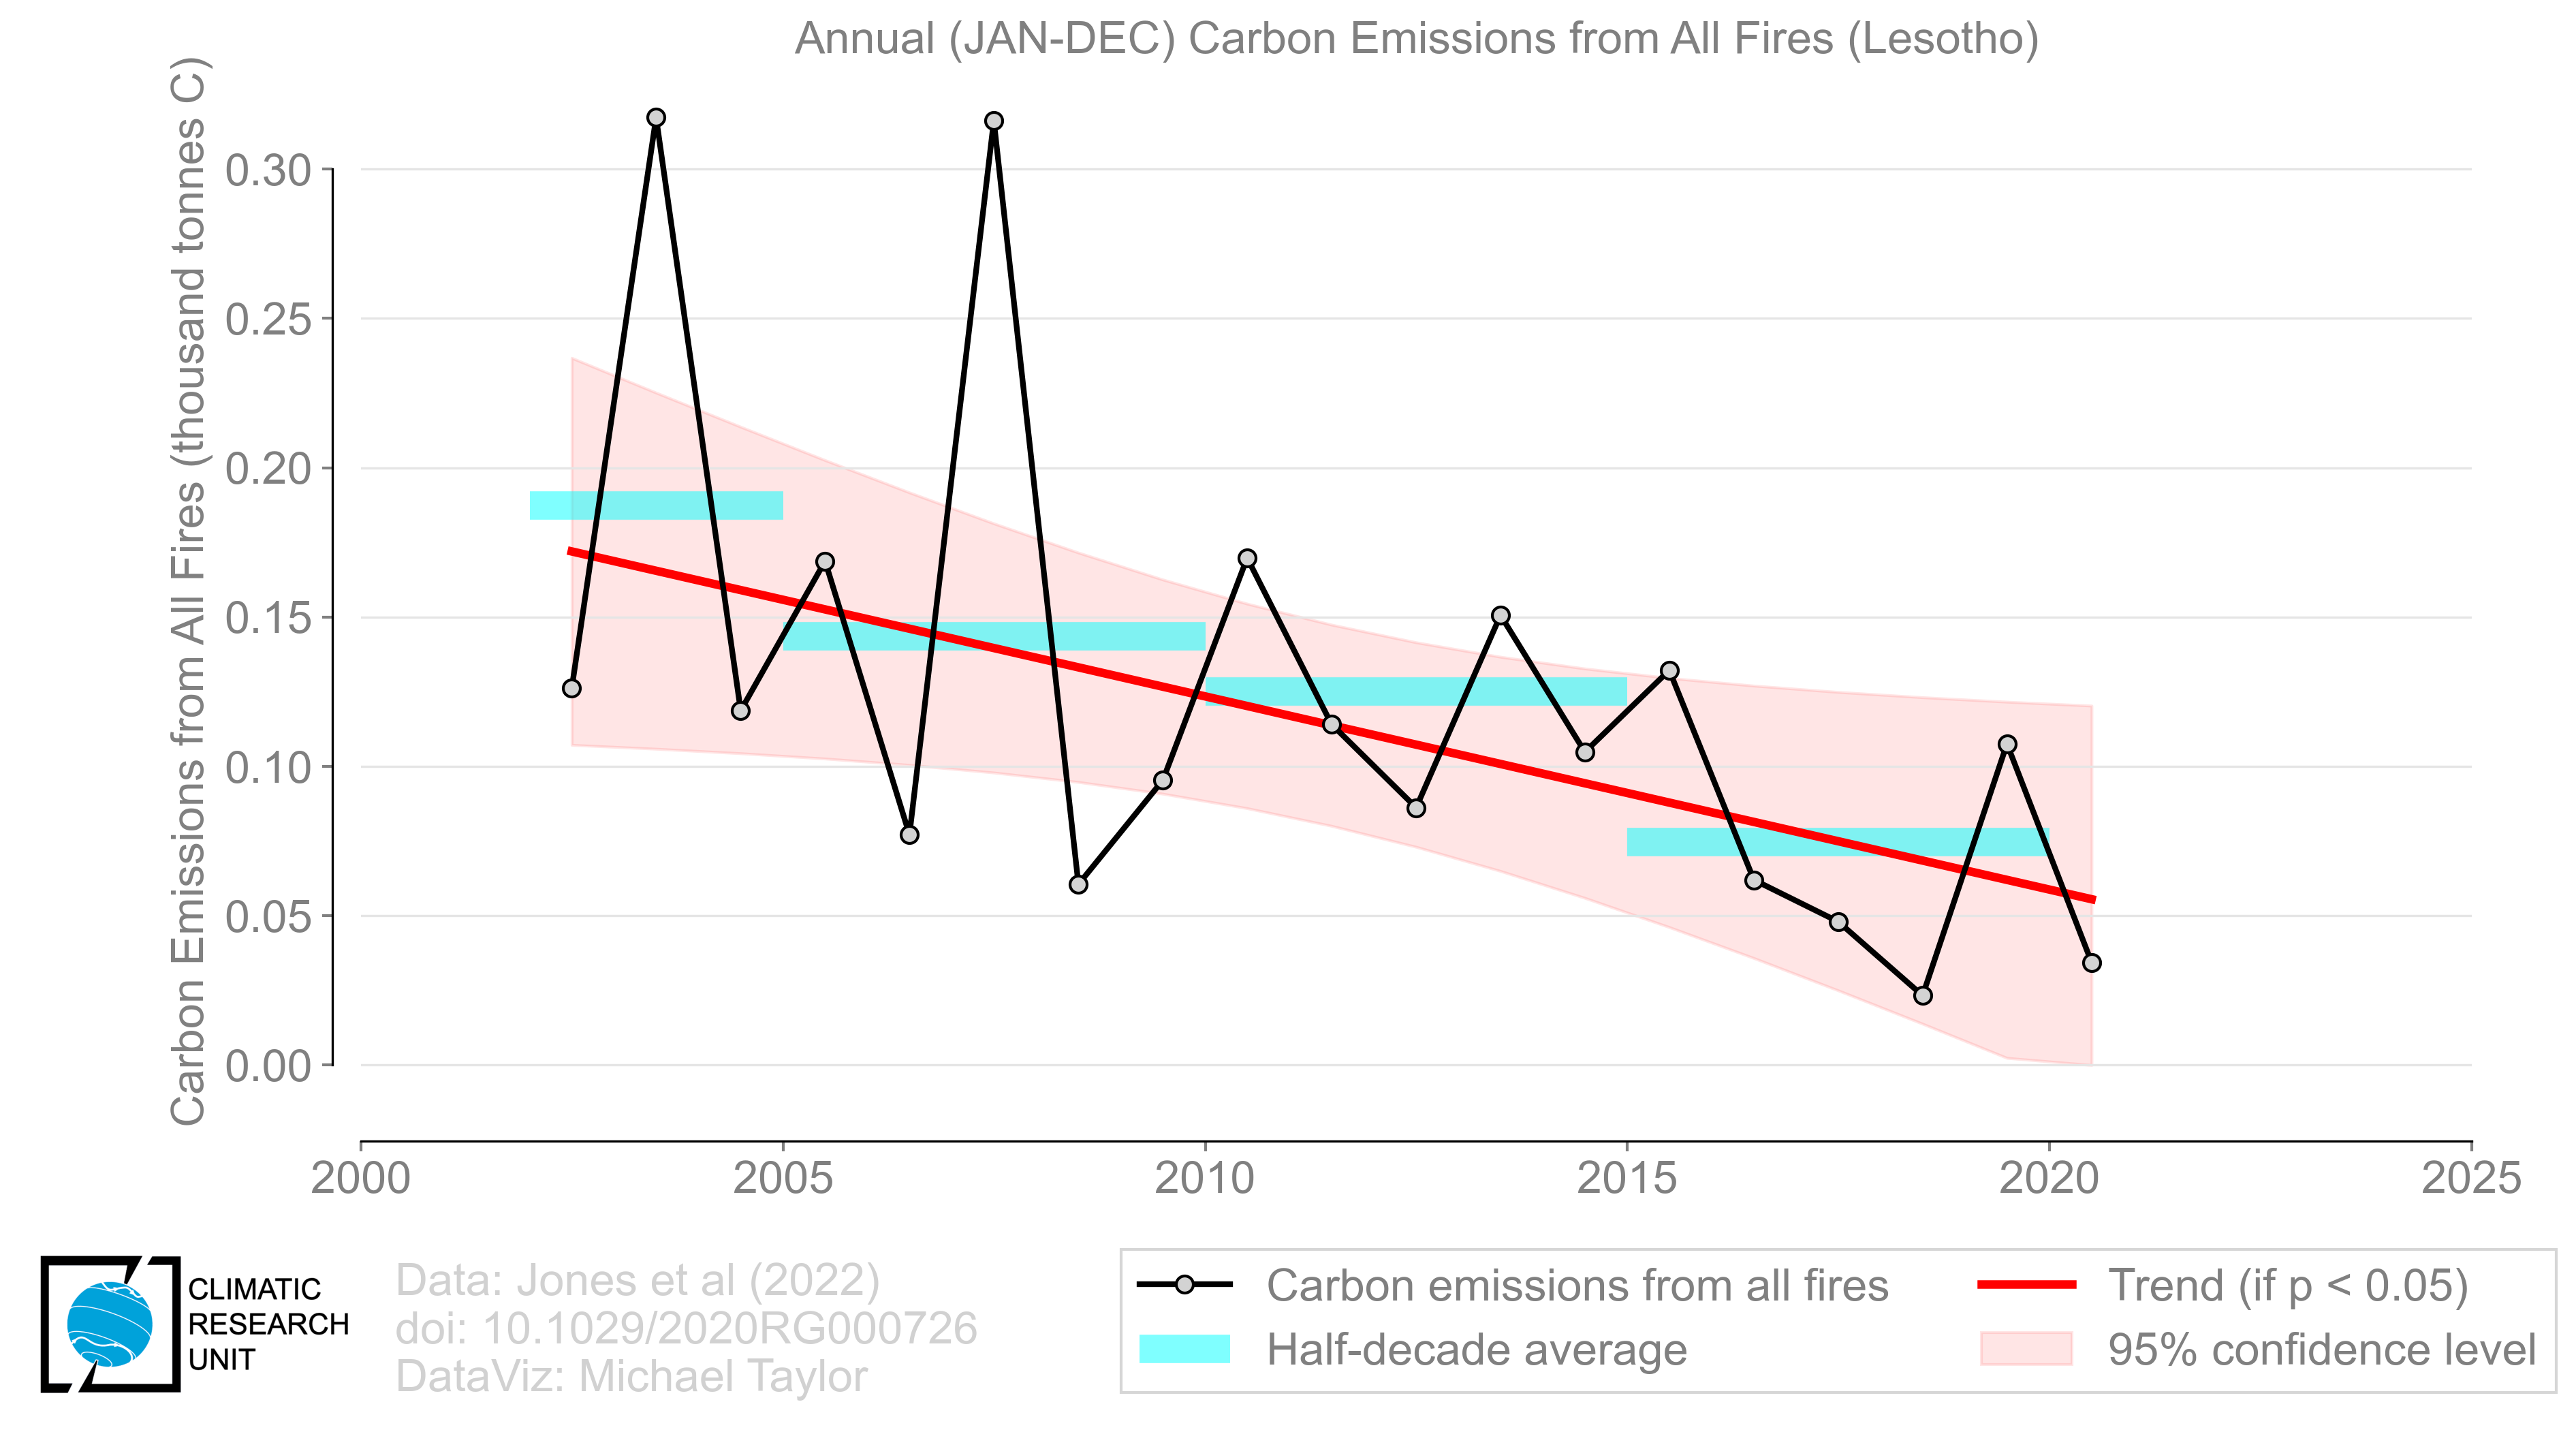 Annual (JAN-DEC) Carbon Emissions from All Fires (Lesotho)
Carbon Emissions from All Fires (thousand tonnes C)
0.30
0.25
0.20
0.15
0.10
0.05
0.00
2000 2005 2010 2015 2020 2025
CLIMATIC
RESEARCH
UNIT
Data: Jones et al (2022)
doi: 10.1029/2020RG000726
DataViz: Michael Taylor
Carbon emissions from all fires
Half-decade average
Trend (if p < 0.05)
95% confidence level